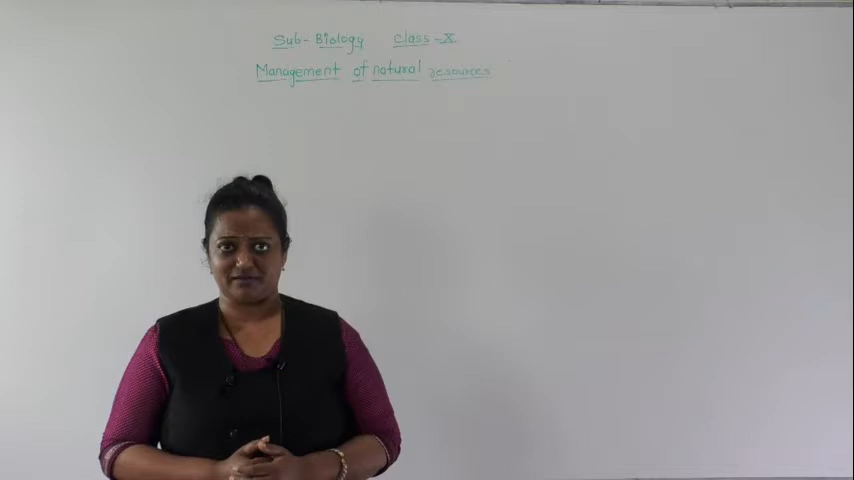 Sub- Biology Class -X
Management of natural resources